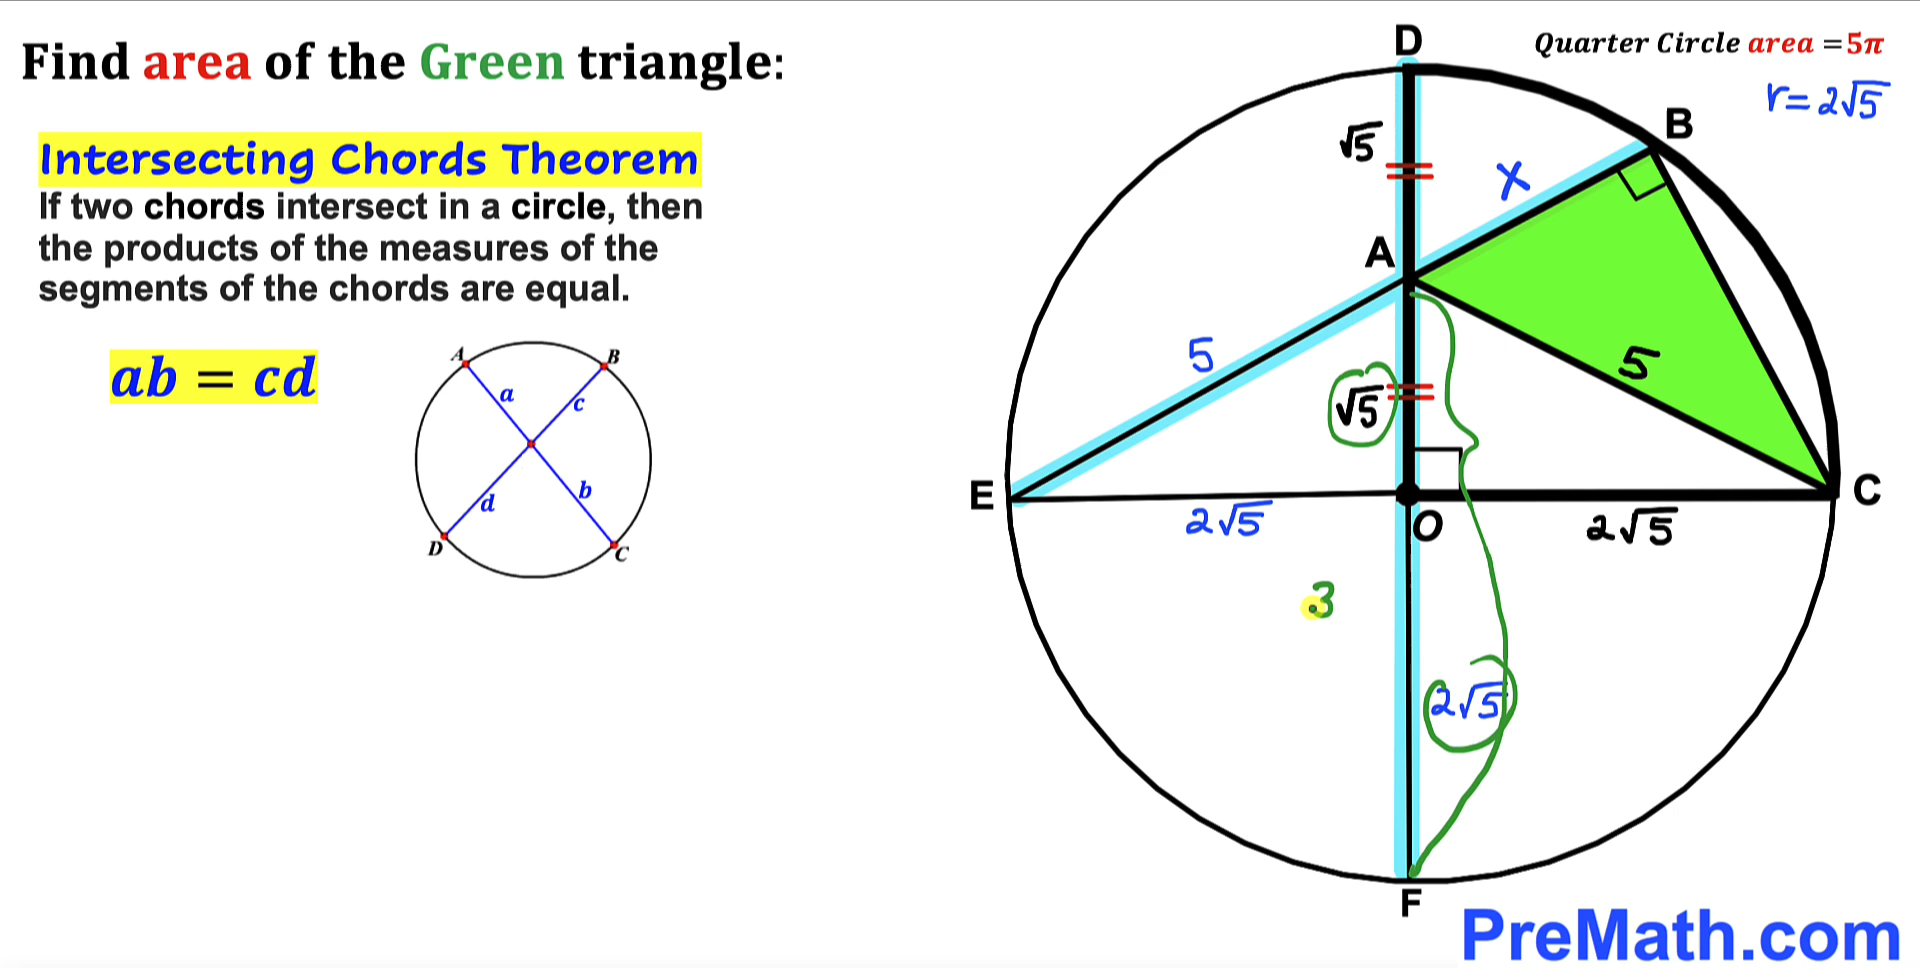 Find area of the Green triangle:
Intersecting Chords Theorem
If two chords intersect in a circle, then
the products of the measures of the
segments of the chords are equal.
ab = cd
A
B
a
c
d
b
D
C
Quarter Circle area = 5π
r = 2√5
D
B
√5
x
A
5
5
√5
E
C
2√5
O
2√5
.3
2√5
F
PreMath.com